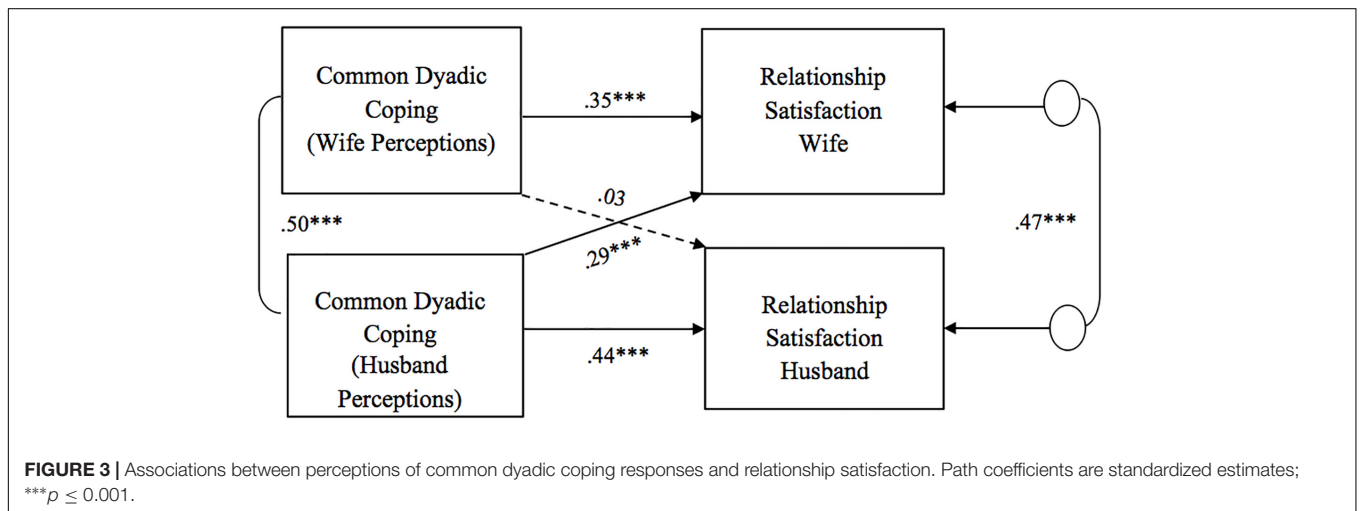 Common Dyadic
Coping
(Wife Perceptions)
Relationship
Satisfaction
Wife
.35***
.03
.50***
.29***
.47***
Common Dyadic
Coping
(Husband
Perceptions)
Relationship
Satisfaction
Husband
.44***
FIGURE 3 | Associations between perceptions of common dyadic coping responses and relationship satisfaction. Path coefficients are standardized estimates;
***p ≤ 0.001.